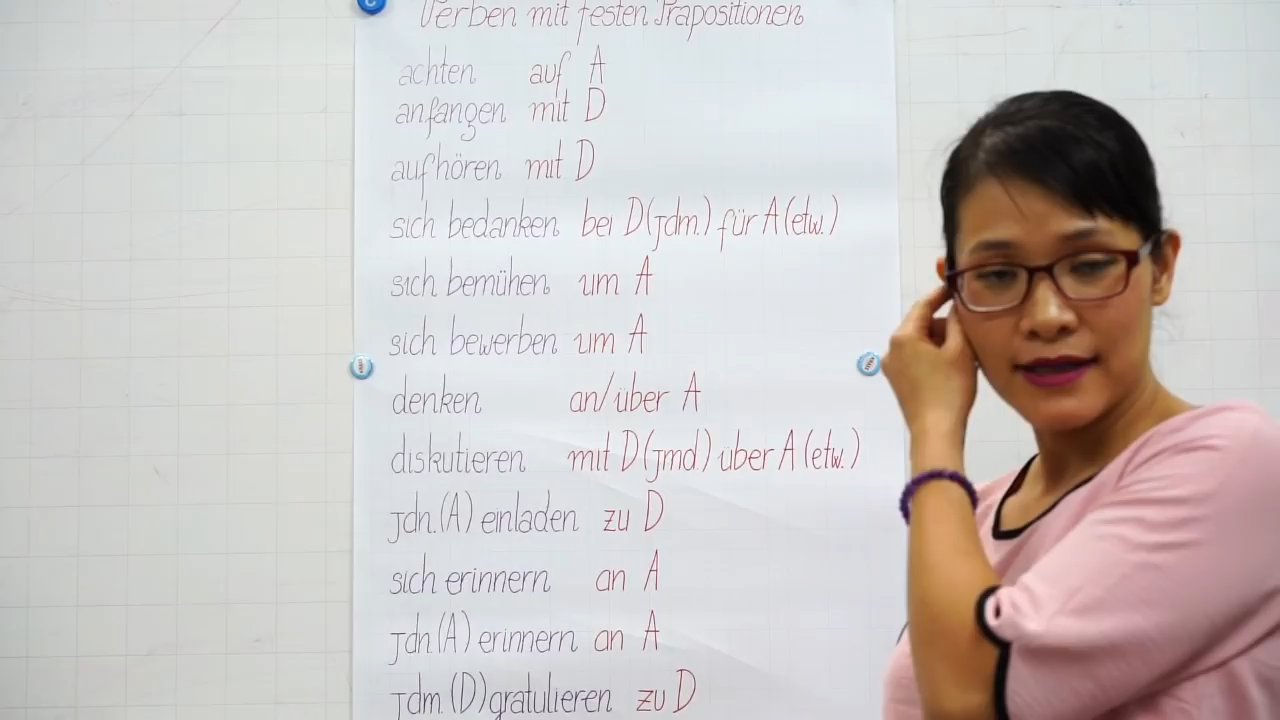 Verben mit festen Präpositionen
achten auf A
anfangen mit D
aufhören mit D
sich bedanken bei D (jdm.) für A (etw.)
sich bemühen um A
sich bewerben um A
denken an/über A
diskutieren mit D (jmd.) über A (etw.)
jdn. (A) einladen zu D
sich erinnern an A
jdn (A) erinnern an A
jdm. (D) gratulieren zu D